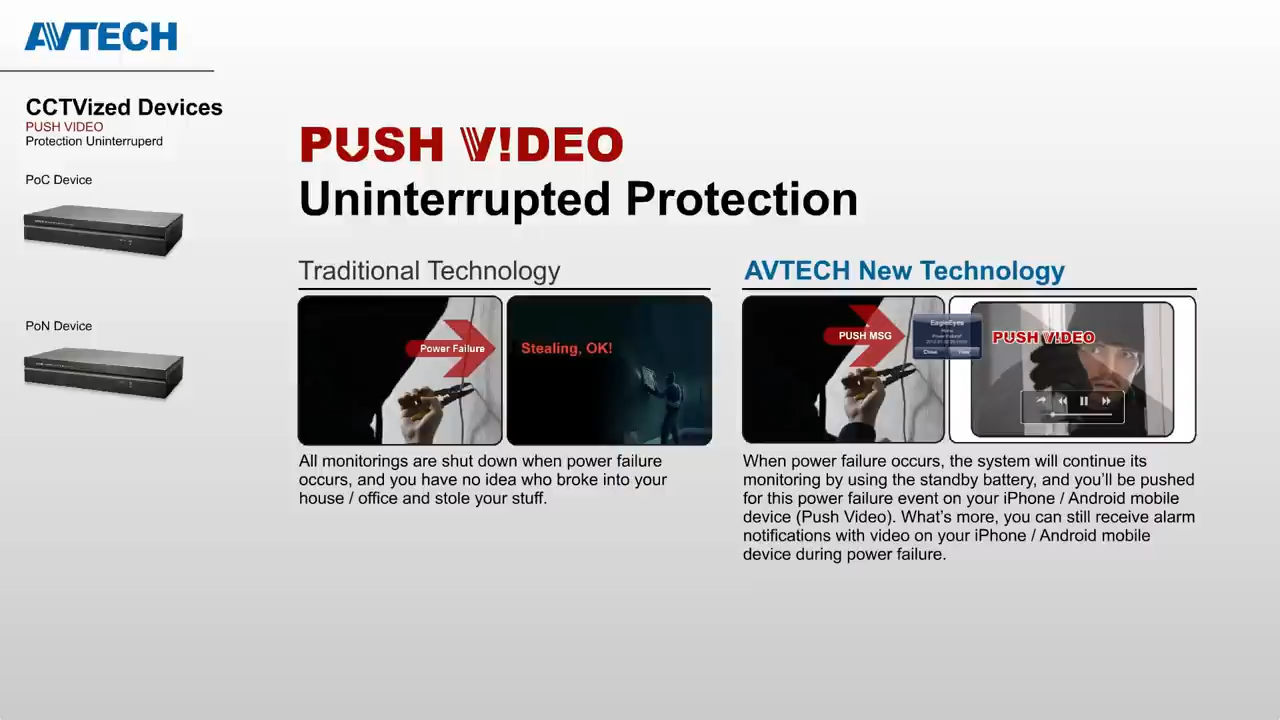 AVTECH
CCTVized Devices
PUSH VIDEO
Protection Uninterruperd
PoC Device
PoN Device
PUSH V!DEO
Uninterrupted Protection
Traditional Technology
Power Failure
Stealing, OK!
All monitorings are shut down when power failure
occurs, and you have no idea who broke into your
house / office and stole your stuff.
AVTECH New Technology
PUSH MSG
EagleEyes
Close View
PUSH V!DEO
When power failure occurs, the system will continue its
monitoring by using the standby battery, and you'll be pushed
for this power failure event on your iPhone / Android mobile
device (Push Video). What's more, you can still receive alarm
notifications with video on your iPhone / Android mobile
device during power failure.